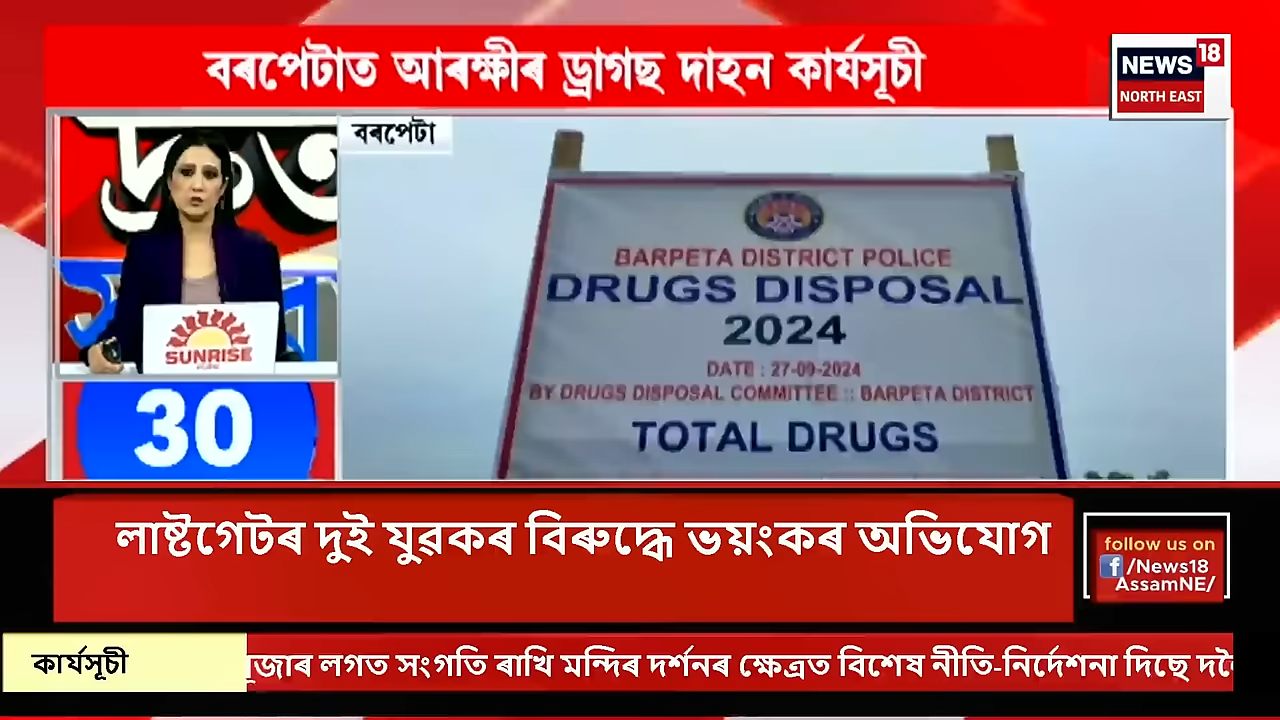 বৰপেটাত আৰক্ষীৰ ড্ৰাগছ দাহন কাৰ্যসূচী
NEWS 18
NORTH EAST
বৰপেটা
BARPETA DISTRICT POLICE
DRUGS DISPOSAL
2024
DATE : 27-09-2024
BY DRUGS DISPOSAL COMMITTEE :: BARPETA DISTRICT
TOTAL DRUGS
SUNRISE
30
লাষ্টগেটৰ দুই যুৱকৰ বিৰুদ্ধে ভয়ংকৰ অভিযোগ
follow us on
f /News18
AssamNE/
কাৰ্যসূচী
লগত সংগতি ৰাখি মন্দিৰ দৰ্শনৰ ক্ষেত্ৰত বিশেষ নীতি-নিৰ্দেশনা দিছে